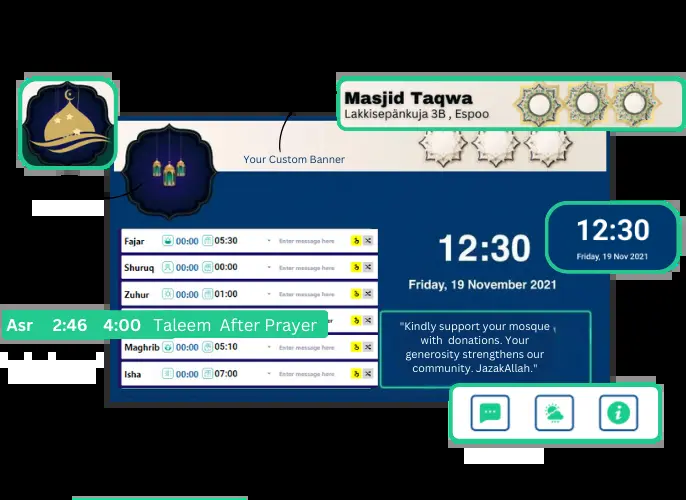 Masjid Taqwa
Lakkisepänkuja 3B , Espoo
Your Custom Banner
12:30
Friday, 19 Nov 2021
12:30
Friday, 19 November 2021
Fajar 00:00 05:30 Enter message here
Shuruq 00:00 00:00 Enter message here
Zuhur 00:00 01:00 Enter message here
Asr 2:46 4:00 Taleem After Prayer
Maghrib 00:00 05:10 Enter message here
Isha 00:00 07:00 Enter message here
"Kindly support your mosque
with donations. Your
generosity strengthens our
community. JazakAllah."